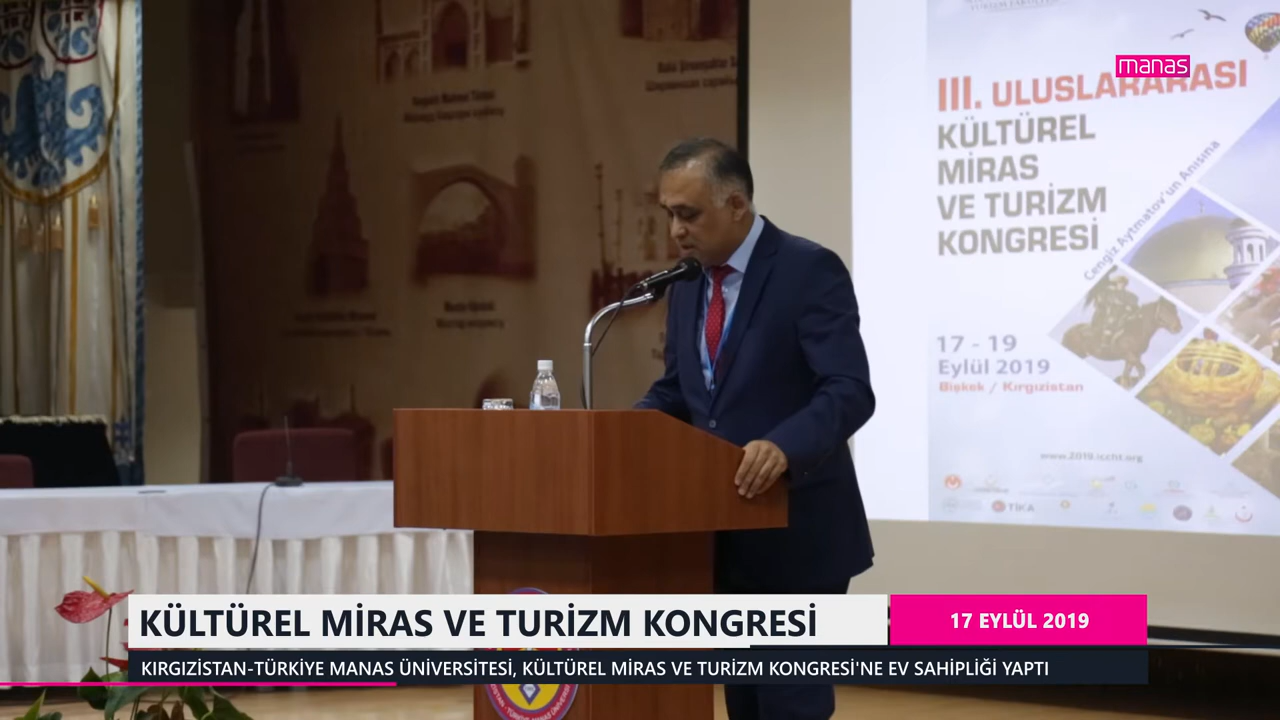 manas
III. ULUSLARARASI
KÜLTÜREL
MİRAS
VE TURİZM
KONGRESİ
Cengiz Aytmatov'un Anısına
17 - 19
Eylül 2019
Bişkek / Kırgızistan
www.2019.iccht.org
TİKA
KÜLTÜREL MİRAS VE TURİZM KONGRESİ
17 EYLÜL 2019
KIRGIZİSTAN-TÜRKİYE MANAS ÜNİVERSİTESİ, KÜLTÜREL MİRAS VE TURİZM KONGRESİ'NE EV SAHİPLİĞİ YAPTI